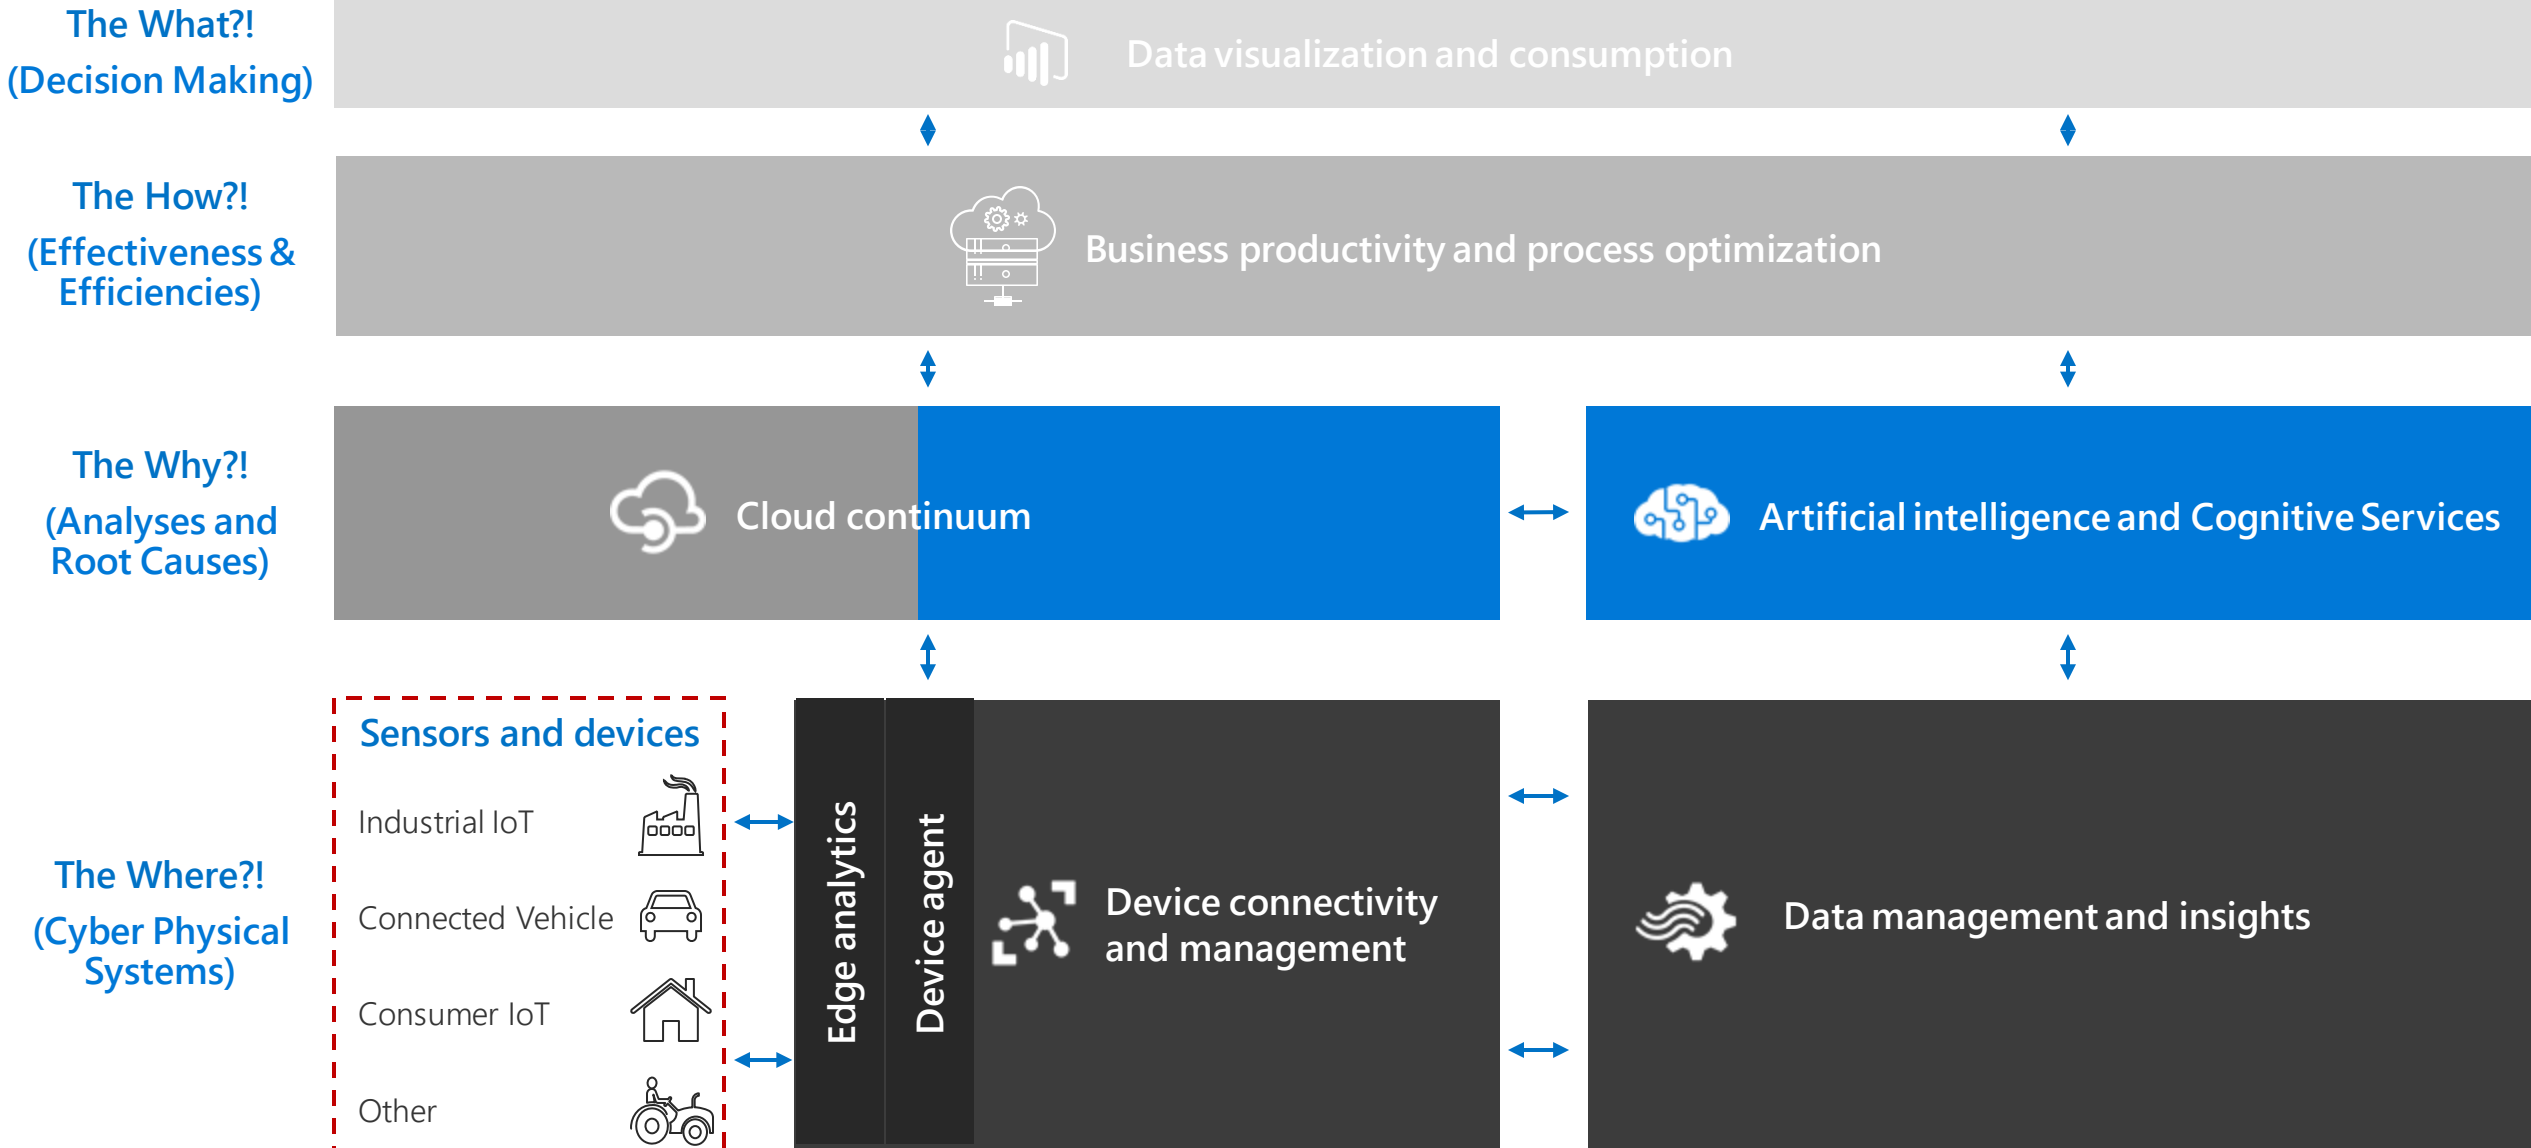 The What?!
(Decision Making)
Data visualization and consumption
The How?!
(Effectiveness &
Efficiencies)
Business productivity and process optimization
The Why?!
(Analyses and
Root Causes)
Cloud continuum
Artificial intelligence and Cognitive Services
The Where?!
(Cyber Physical
Systems)
Sensors and devices
Industrial IoT
Connected Vehicle
Consumer IoT
Other
Edge analytics
Device agent
Device connectivity
and management
Data management and insights